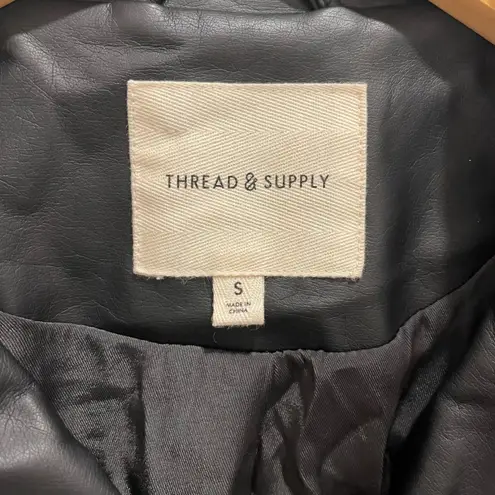 THREAD & SUPPLY
S
MADE IN
CHINA